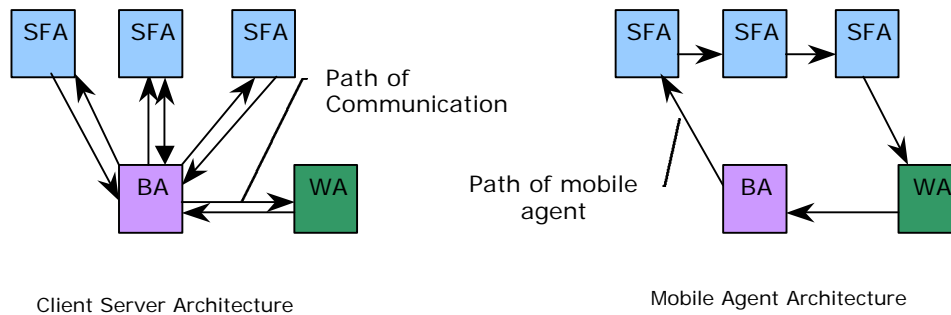 SFA
SFA
SFA
Path of
Communication
BA
WA
Client Server Architecture
SFA
SFA
SFA
Path of mobile
agent
BA
WA
Mobile Agent Architecture